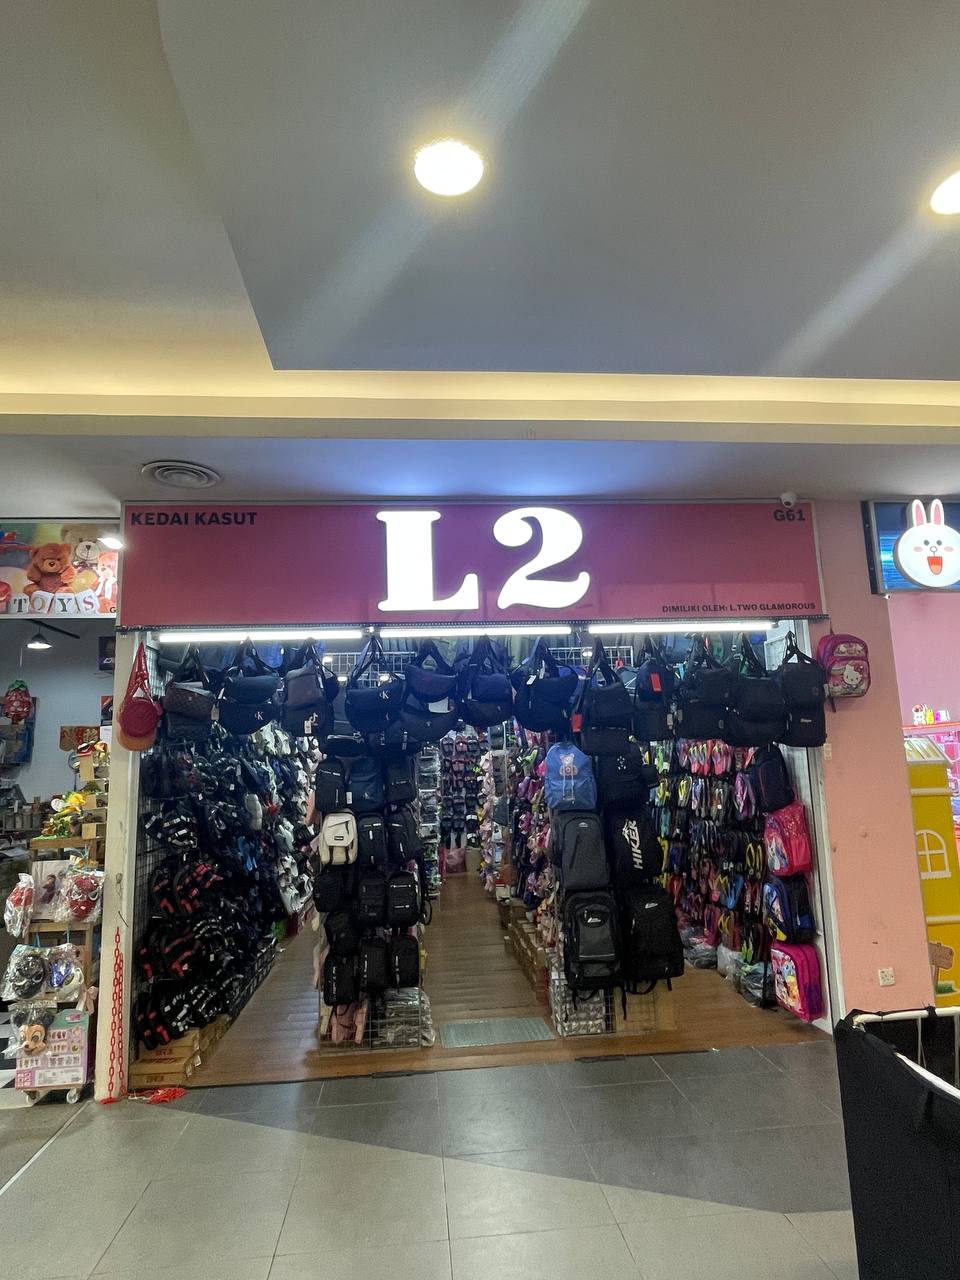 KEDAI KASUT
L2
G61
DIMILIKI OLEH: L.TWO GLAMOROUS
TOYS
HIKER